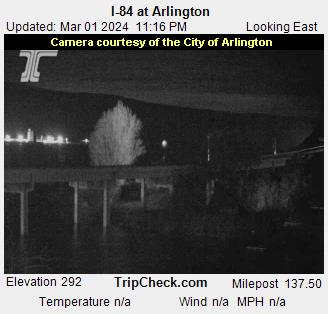 I-84 at Arlington
Updated: Mar 01 2024 11:16 PM Looking East
Camera courtesy of the City of Arlington
Elevation 292 TripCheck.com Milepost 137.50
Temperature n/a Wind n/a MPH n/a